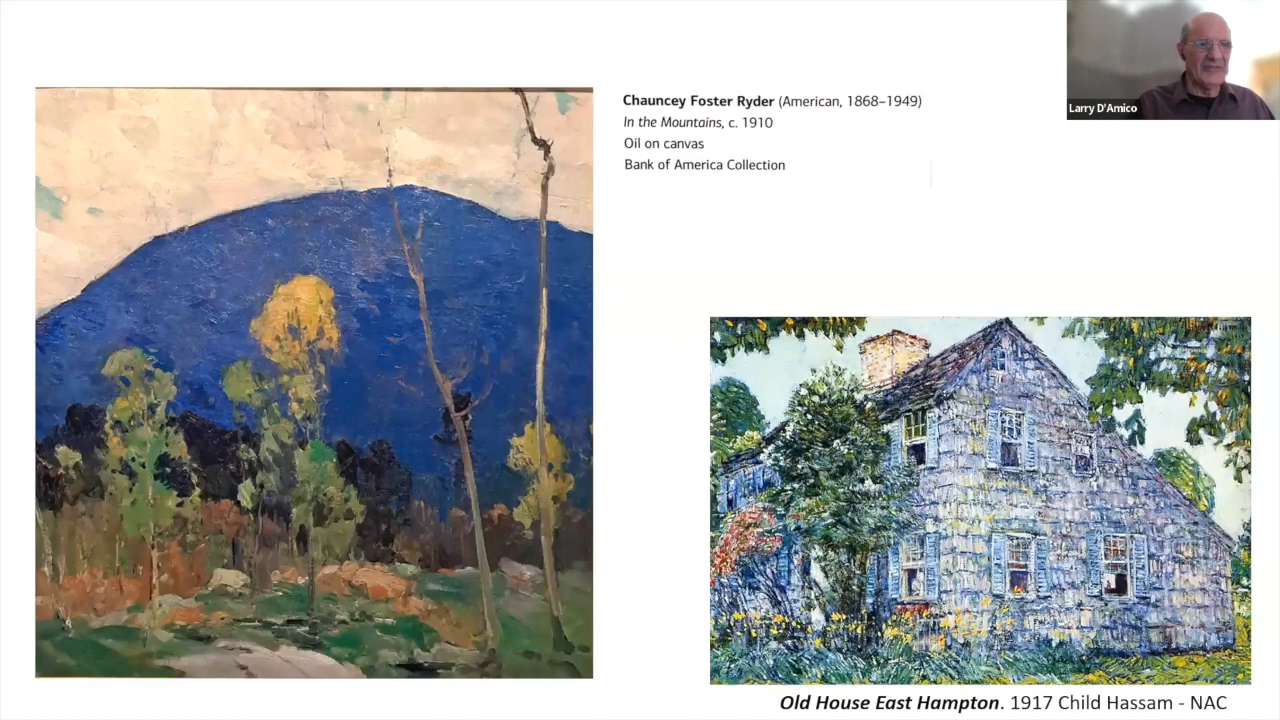 Larry D'Amico
Chauncey Foster Ryder (American, 1868–1949)
In the Mountains, c. 1910
Oil on canvas
Bank of America Collection
Old House East Hampton. 1917 Child Hassam - NAC